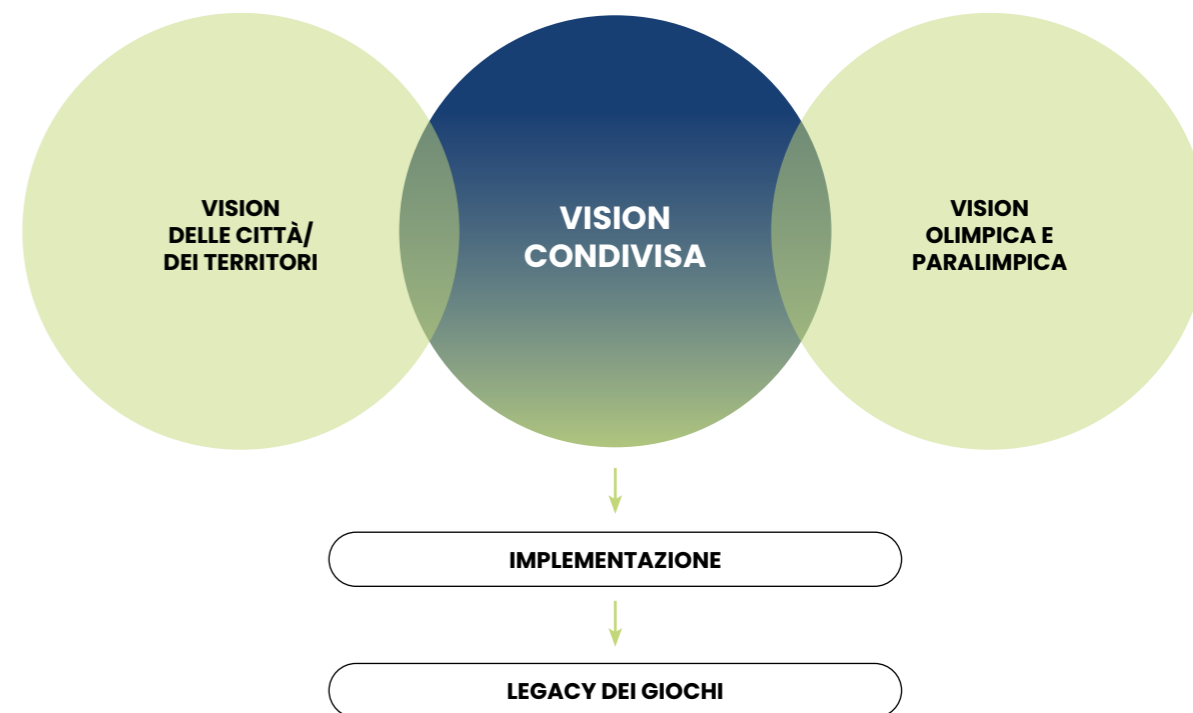 VISION
DELLE CITTÀ/
DEI TERRITORI
VISION
CONDIVISA
VISION
OLIMPICA E
PARALIMPICA
IMPLEMENTAZIONE
LEGACY DEI GIOCHI